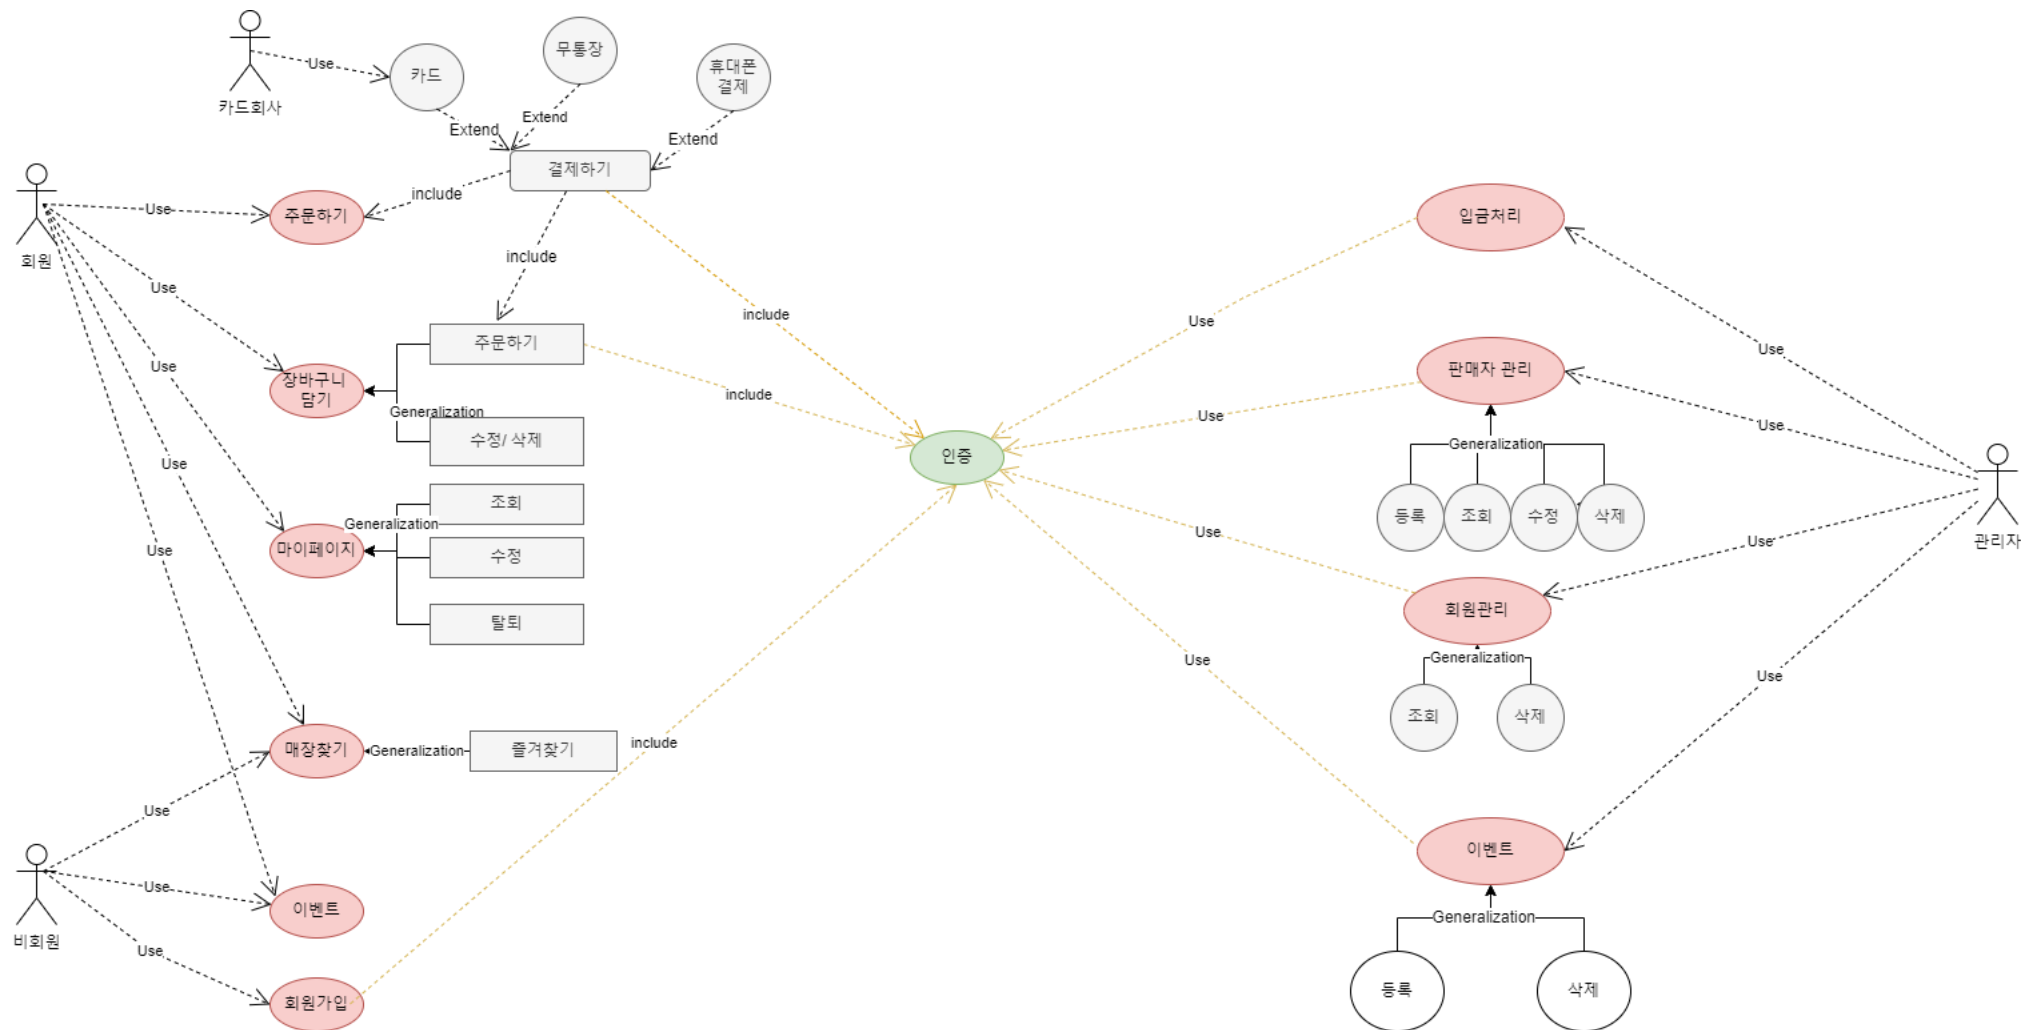 카드회사
Use
카드
무통장
휴대폰
결제
Extend
Extend
Extend
결제하기
include
include
include
회원
Use
Use
Use
Use
Use
주문하기
장바구니
담기
Generalization
주문하기
수정/ 삭제
include
마이페이지
Generalization
조회
수정
탈퇴
매장찾기
Generalization
즐겨찾기
비회원
Use
Use
Use
이벤트
회원가입
include
인증
Use
Use
Use
Use
입금처리
판매자 관리
Generalization
등록
조회
수정
삭제
회원관리
Generalization
조회
삭제
이벤트
Generalization
등록
삭제
Use
Use
Use
Use
관리자